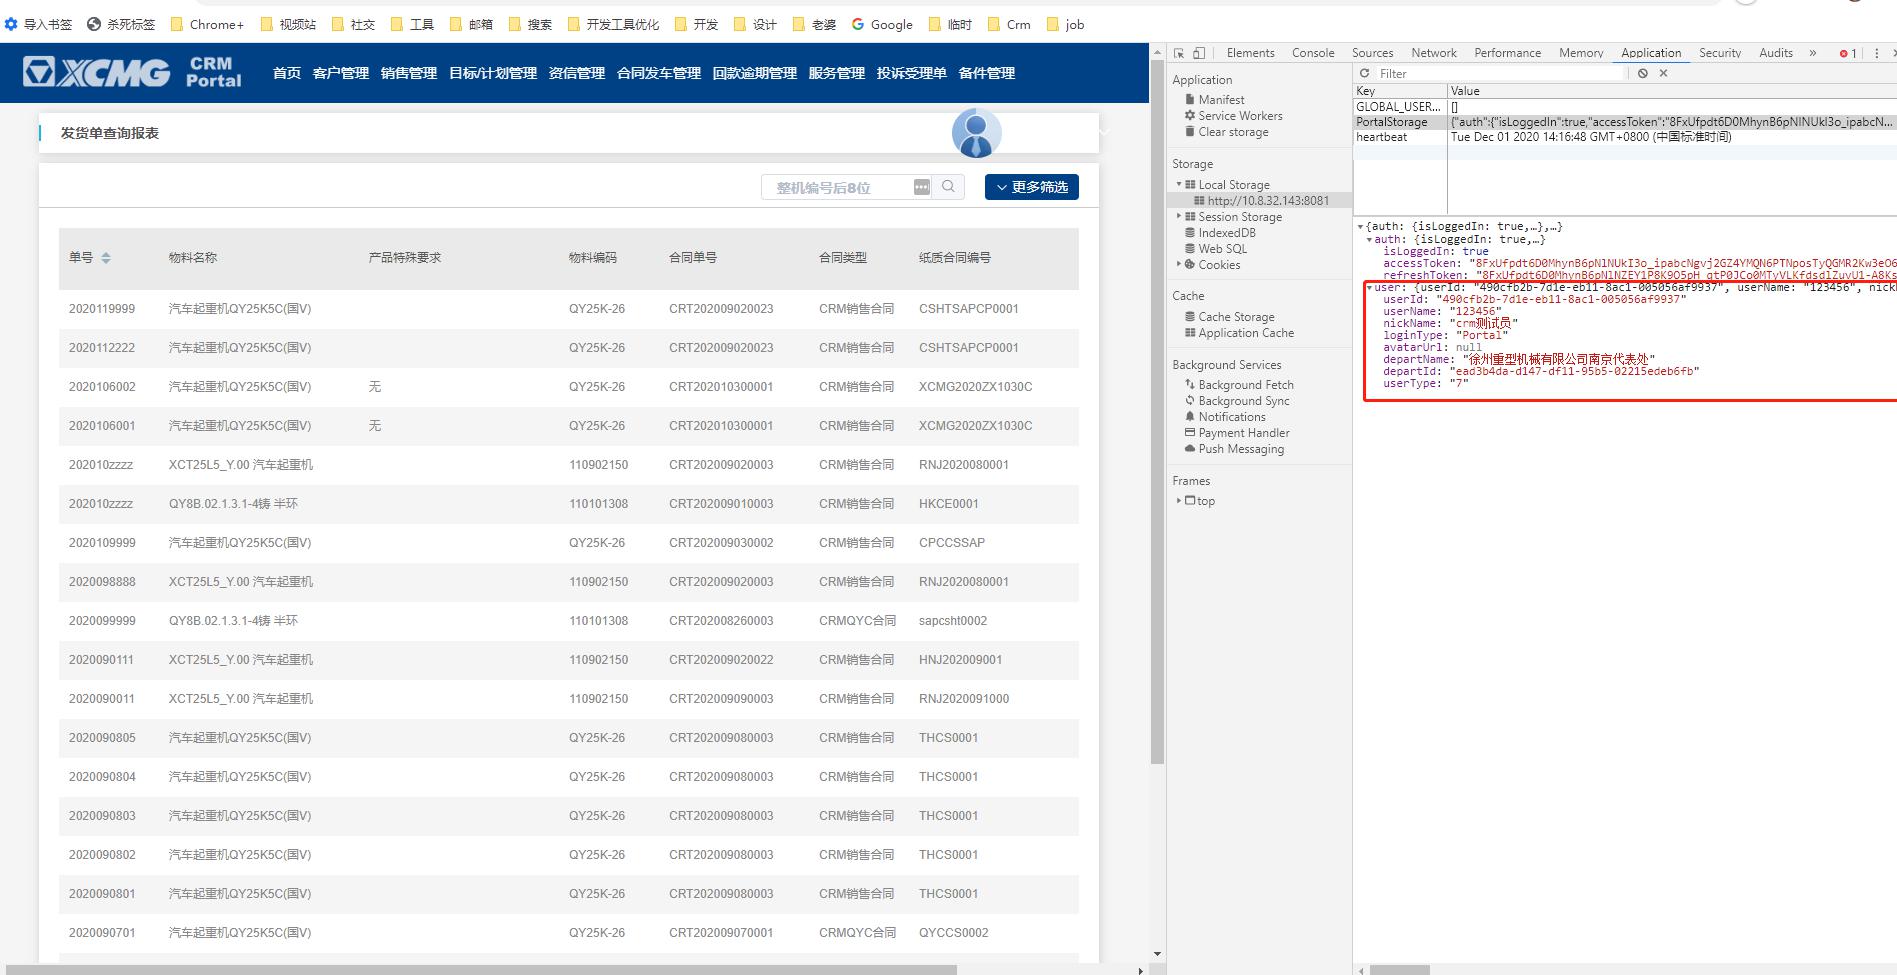 导入书签 杀死标签 Chrome+ 视频站 社交 工具 邮箱 搜索 开发工具优化 开发 设计 老婆 Google 临时 Crm job
XCMG CRM Portal 首页 客户管理 销售管理 目标/计划管理 资信管理 合同发车管理 回款逾期管理 服务管理 投诉受理单 备件管理
发货单查询报表
整机编号后8位 更多筛选
单号 物料名称 产品特殊要求 物料编码 合同单号 合同类型 纸质合同编号
2020119999 汽车起重机QY25K5C(国V) QY25K-26 CRT202009020023 CRM销售合同 CSHTSAPCP0001
2020112222 汽车起重机QY25K5C(国V) QY25K-26 CRT202009020023 CRM销售合同 CSHTSAPCP0001
2020106002 汽车起重机QY25K5C(国V) 无 QY25K-26 CRT202010300001 CRM销售合同 XCMG2020ZX1030C
2020106001 汽车起重机QY25K5C(国V) 无 QY25K-26 CRT202010300001 CRM销售合同 XCMG2020ZX1030C
202010zzzz XCT25L5_Y.00 汽车起重机 110902150 CRT202009020003 CRM销售合同 RNJ2020080001
202010zzzz QY8B.02.1.3.1-4铸 半环 110101308 CRT202009010003 CRM销售合同 HKCE0001
2020109999 汽车起重机QY25K5C(国V) QY25K-26 CRT202009030002 CRM销售合同 CPCCSSAP
2020098888 XCT25L5_Y.00 汽车起重机 110902150 CRT202009020003 CRM销售合同 RNJ2020080001
2020099999 QY8B.02.1.3.1-4铸 半环 110101308 CRT202008260003 CRMQYC合同 sapcsht0002
2020090111 XCT25L5_Y.00 汽车起重机 110902150 CRT202009020022 CRM销售合同 HNJ202009001
2020090011 XCT25L5_Y.00 汽车起重机 110902150 CRT202009090003 CRM销售合同 RNJ2020091000
2020090805 汽车起重机QY25K5C(国V) QY25K-26 CRT202009080003 CRM销售合同 THCS0001
2020090804 汽车起重机QY25K5C(国V) QY25K-26 CRT202009080003 CRM销售合同 THCS0001
2020090803 汽车起重机QY25K5C(国V) QY25K-26 CRT202009080003 CRM销售合同 THCS0001
2020090802 汽车起重机QY25K5C(国V) QY25K-26 CRT202009080003 CRM销售合同 THCS0001
2020090801 汽车起重机QY25K5C(国V) QY25K-26 CRT202009080003 CRM销售合同 THCS0001
2020090701 汽车起重机QY25K5C(国V) QY25K-26 CRT202009070001 CRMQYC合同 QYCCS0002
Elements Console Sources Network Performance Memory Application Security Audits » 1
Application
Manifest
Service Workers
Clear storage
Storage
Local Storage
http://10.8.32.143:8081
Session Storage
IndexedDB
Web SQL
Cookies
Cache
Cache Storage
Application Cache
Background Services
Background Fetch
Background Sync
Notifications
Payment Handler
Push Messaging
Frames
top
Filter
Key Value
GLOBAL_USER... []
PortalStorage {"auth":{"isLoggedIn":true,"accessToken":"8FxUfpdt6D0MhynB6pNlNUkI3o_ipabcN...
heartbeat Tue Dec 01 2020 14:16:48 GMT+0800 (中国标准时间)
{auth: {isLoggedIn: true,…},…}
auth: {isLoggedIn: true,…}
isLoggedIn: true
accessToken: "8FxUfpdt6D0MhynB6pNlNUkI3o_ipabcNgvj2GZ4YMQN6PTNposTyQGMR2Kw3eO6
refreshToken: "8FxUfpdt6D0MhynB6pNlNZEY1P8K9O5pH_gtP0JCo0MTyVLKfdsdlZuvU1-A8Ks
user: {userId: "490cfb2b-7d1e-eb11-8ac1-005056af9937", userName: "123456", nick
userId: "490cfb2b-7d1e-eb11-8ac1-005056af9937"
userName: "123456"
nickName: "crm测试员"
loginType: "Portal"
avatarUrl: null
departName: "徐州重型机械有限公司南京代表处"
departId: "ead3b4da-d147-df11-95b5-02215edeb6fb"
userType: "7"